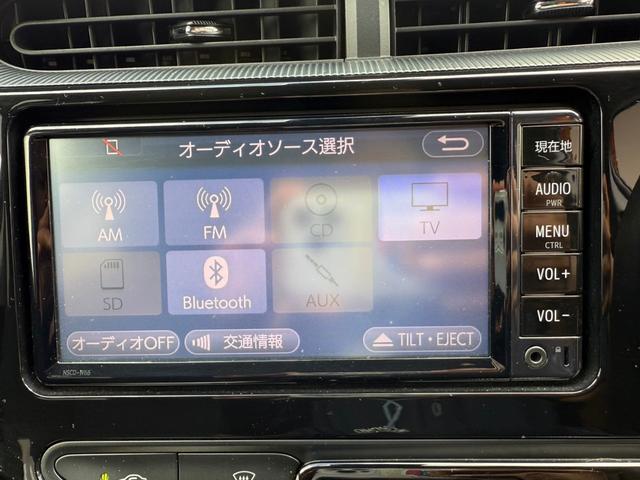 オーディオソース選択
AM
FM
CD
TV
SD
Bluetooth
AUX
オーディオOFF
交通情報
TILT・EJECT
現在地
AUDIO
PWR
MENU
CTRL
VOL+
VOL-
NSCD-W66